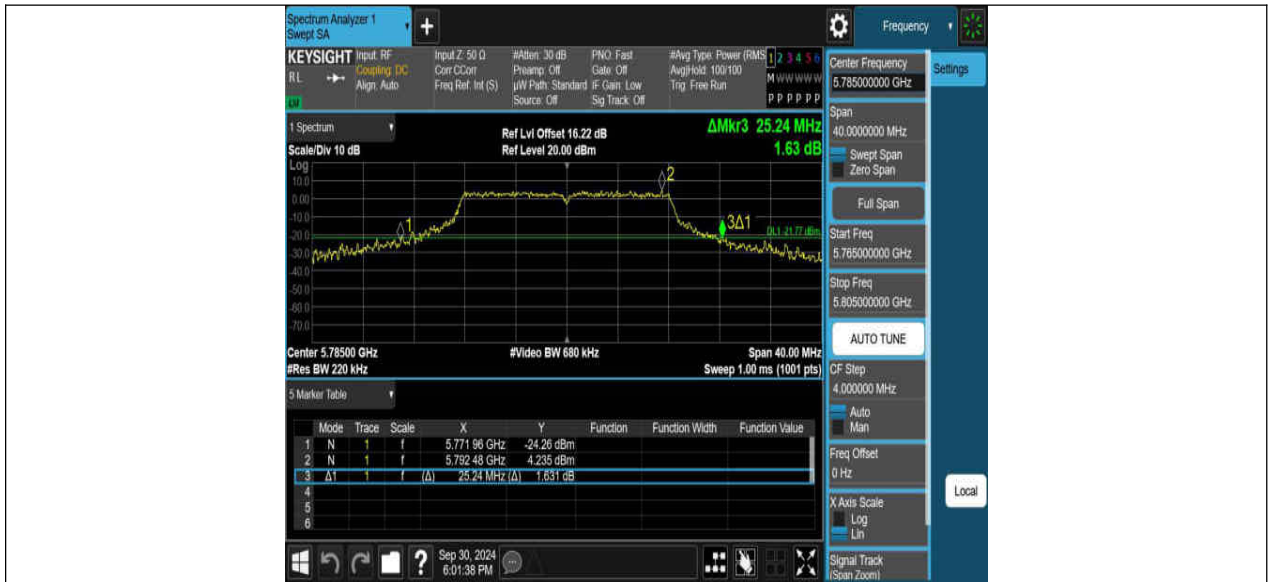 Spectrum Analyzer 1
Swept SA
+
Frequency
KEYSIGHT
RL
LM
Input: RF
Coupling: DC
Align: Auto
Input Z: 50 Ω
Corr CCorr
Freq Ref: Int (S)
#Atten: 30 dB
Preamp: Off
µW Path: Standard
Source: Off
PNO: Fast
Gate: Off
IF Gain: Low
Sig Track: Off
#Avg Type: Power (RMS
Avg|Hold: 100/100
Trig: Free Run
1 2 3 4 5 6
M W W W W W
P P P P P P
1 Spectrum
Scale/Div 10 dB
Ref Lvl Offset 16.22 dB
Ref Level 20.00 dBm
ΔMkr3 25.24 MHz
1.63 dB
Log
10.0
0.00
-10.0
-20.0
-30.0
-40.0
-50.0
-60.0
-70.0
1
2
3Δ1
DL1 -21.77 dBm
Center 5.78500 GHz
#Video BW 680 kHz
Span 40.00 MHz
#Res BW 220 kHz
Sweep 1.00 ms (1001 pts)
5 Marker Table
Mode Trace Scale X Y Function Function Width Function Value
1 N 1 f 5.771 96 GHz -24.26 dBm
2 N 1 f 5.792 48 GHz 4.235 dBm
3 Δ1 1 f (Δ) 25.24 MHz (Δ) 1.631 dB
4
5
6
?
Sep 30, 2024
6:01:38 PM
Center Frequency
5.785000000 GHz
Span
40.0000000 MHz
Swept Span
Zero Span
Full Span
Start Freq
5.765000000 GHz
Stop Freq
5.805000000 GHz
AUTO TUNE
CF Step
4.000000 MHz
Auto
Man
Freq Offset
0 Hz
X Axis Scale
Log
Lin
Signal Track
(Span Zoom)
Settings
Local